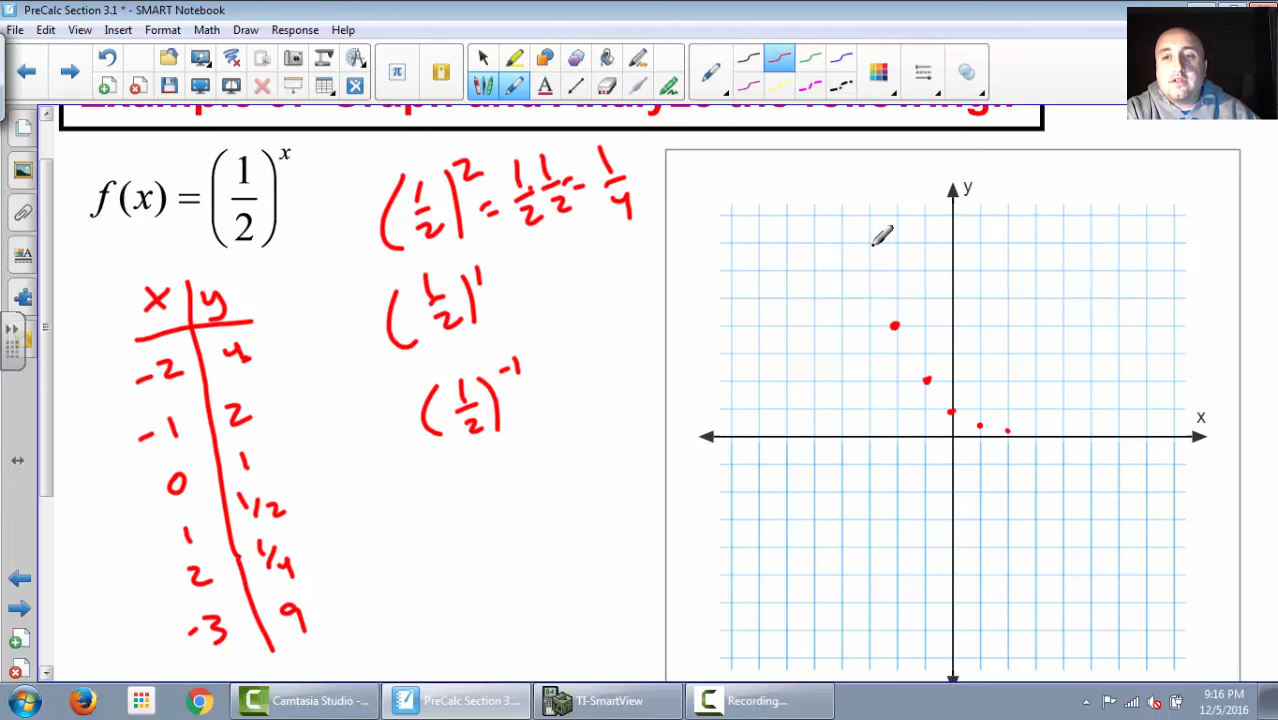 PreCalc Section 3.1 * - SMART Notebook
File Edit View Insert Format Math Draw Response Help
f(x) = (1/2)^x
(1/2)^2 = 1/2 · 1/2 = 1/4
(1/2)^1
(1/2)^-1
x | y
-2 | 4
-1 | 2
0 | 1
1 | 1/2
2 | 1/4
-3 | 9
y
x
Camtasia Studio - ...
PreCalc Section 3....
TI-SmartView
Recording...
9:16 PM
12/5/2016